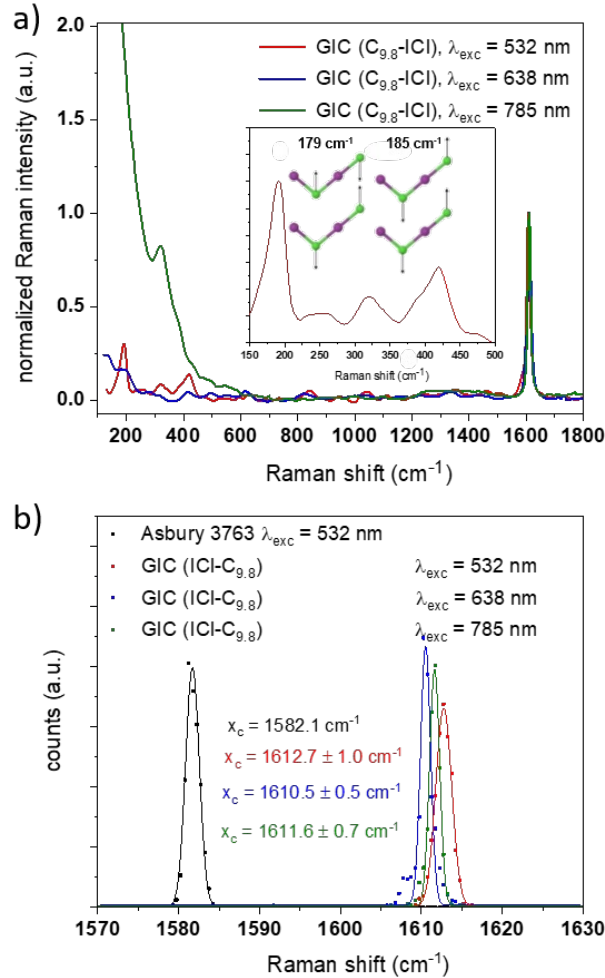 a)
2.0
1.5
1.0
0.5
0.0
normalized Raman intensity (a.u.)
GIC (C9.8-ICl), λexc = 532 nm
GIC (C9.8-ICl), λexc = 638 nm
GIC (C9.8-ICl), λexc = 785 nm
179 cm-1 185 cm-1
150 200 250 300 350 400 450 500
Raman shift (cm-1)
200 400 600 800 1000 1200 1400 1600 1800
Raman shift (cm-1)
b)
counts (a.u.)
Asbury 3763 λexc = 532 nm
GIC (ICl-C9.8) λexc = 532 nm
GIC (ICl-C9.8) λexc = 638 nm
GIC (ICl-C9.8) λexc = 785 nm
xc = 1582.1 cm-1
xc = 1612.7 ± 1.0 cm-1
xc = 1610.5 ± 0.5 cm-1
xc = 1611.6 ± 0.7 cm-1
1570 1580 1590 1600 1610 1620 1630
Raman shift (cm-1)